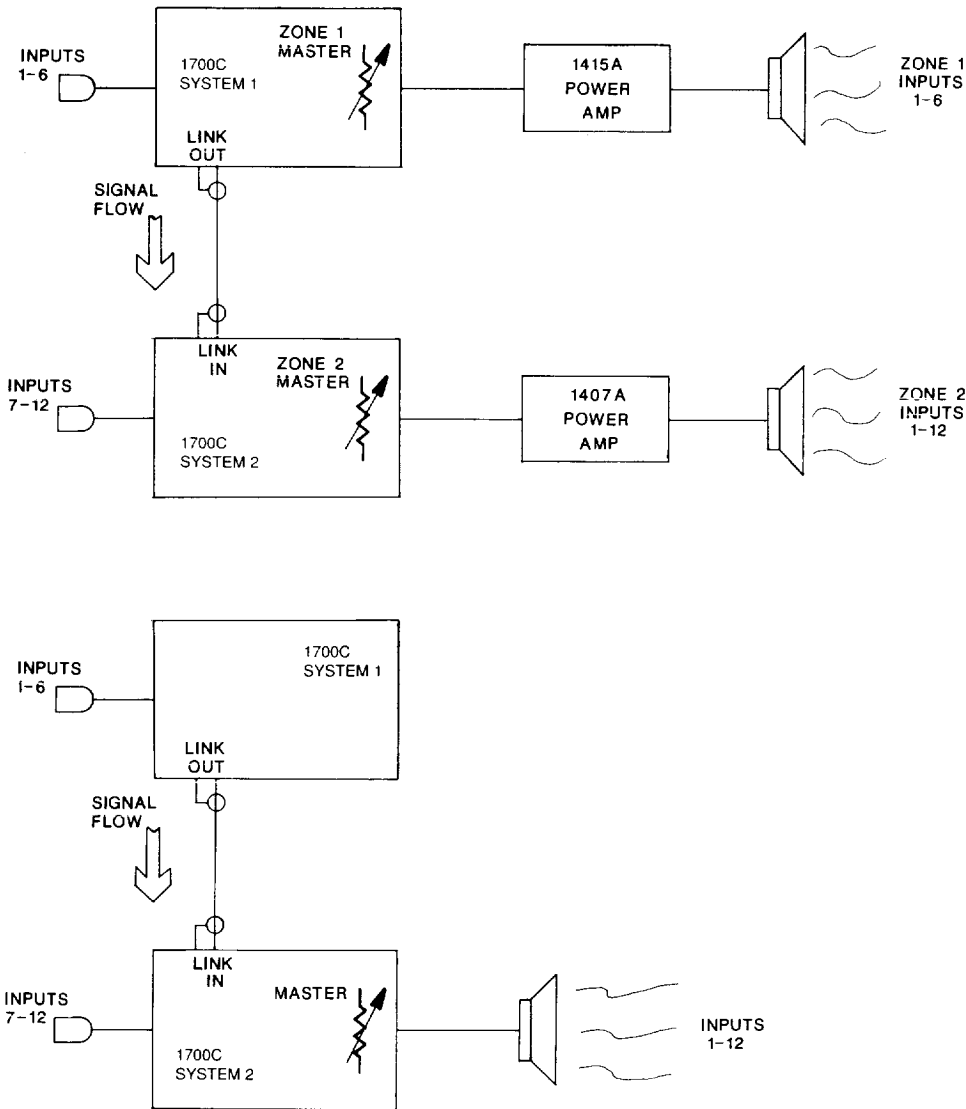 INPUTS
1-6
1700C
SYSTEM 1
ZONE 1
MASTER
LINK
OUT
1415A
POWER
AMP
ZONE 1
INPUTS
1-6
SIGNAL
FLOW
INPUTS
7-12
LINK
IN
ZONE 2
MASTER
1700C
SYSTEM 2
1407A
POWER
AMP
ZONE 2
INPUTS
1-12
INPUTS
1-6
1700C
SYSTEM 1
LINK
OUT
SIGNAL
FLOW
INPUTS
7-12
LINK
IN
MASTER
1700C
SYSTEM 2
INPUTS
1-12